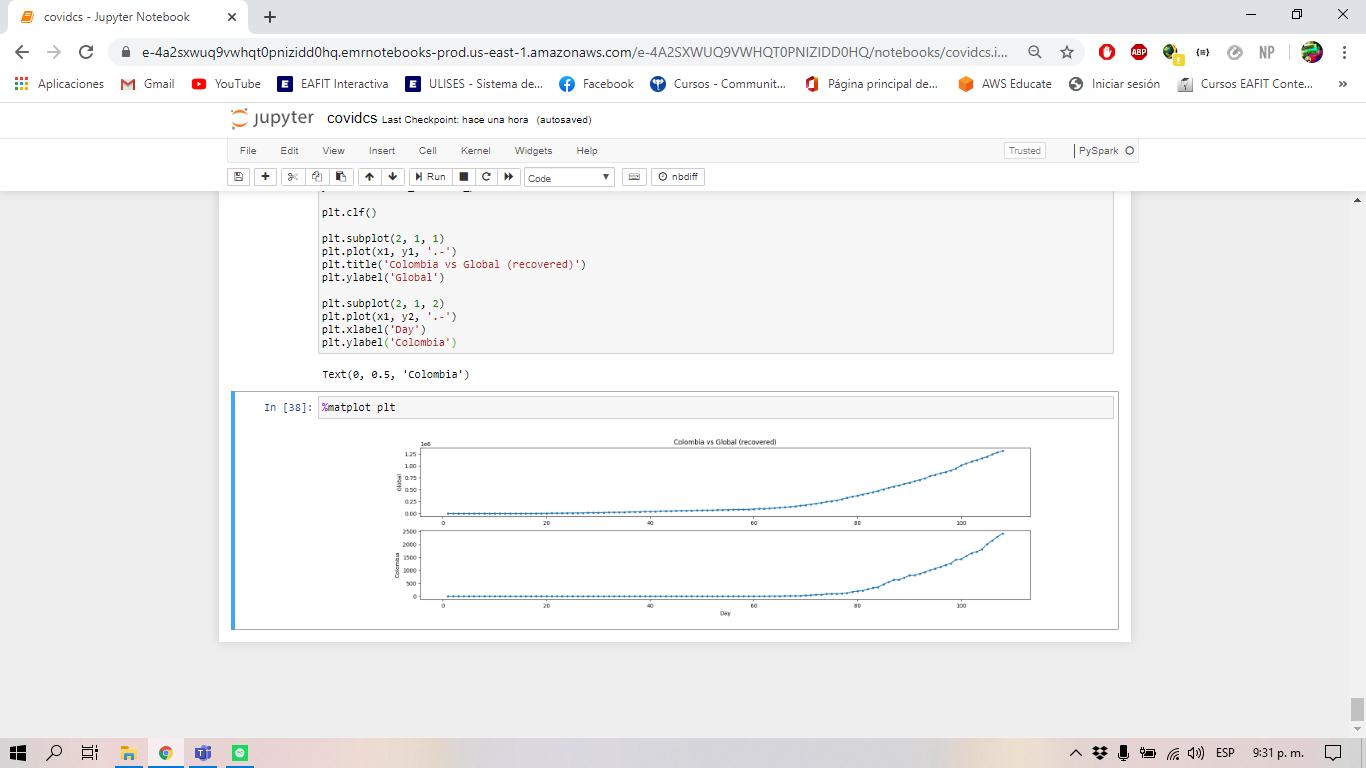 covidcs - Jupyter Notebook
e-4a2sxwuq9vwhqt0pnizidd0hq.emrnotebooks-prod.us-east-1.amazonaws.com/e-4A2SXWUQ9VWHQT0PNIZIDD0HQ/notebooks/covidcs.i...
ABP
NP
Aplicaciones Gmail YouTube EAFIT Interactiva ULISES - Sistema de... Facebook Cursos - Communit... Página principal de... AWS Educate Iniciar sesión Cursos EAFIT Conte... »
jupyter covidcs Last Checkpoint: hace una hora (autosaved)
File Edit View Insert Cell Kernel Widgets Help Trusted PySpark
Run Code nbdiff
plt.clf()
plt.subplot(2, 1, 1)
plt.plot(x1, y1, '.-')
plt.title('Colombia vs Global (recovered)')
plt.ylabel('Global')
plt.subplot(2, 1, 2)
plt.plot(x1, y2, '.-')
plt.xlabel('Day')
plt.ylabel('Colombia')
Text(0, 0.5, 'Colombia')
In [38]: %matplot plt
Colombia vs Global (recovered)
1e6
1.25
1.00
0.75
0.50
0.25
0.00
Global
0 20 40 60 80 100
2500
2000
1500
1000
500
0
Colombia
0 20 40 60 80 100
Day
ESP 9:31 p. m.